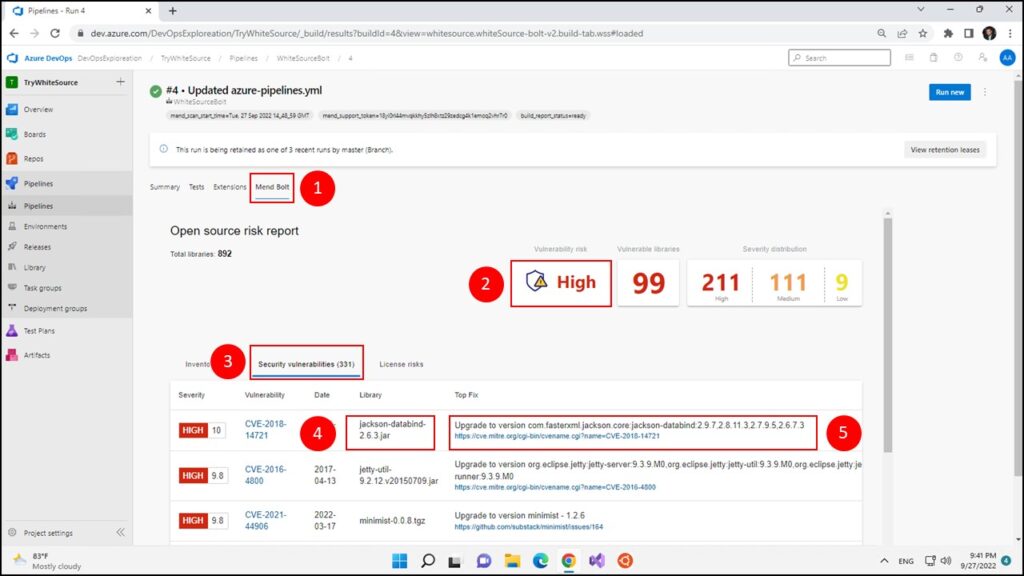 Pipelines - Run 4
dev.azure.com/DevOpsExploreation/TryWhiteSource/_build/results?buildId=4&view=whitesource.whiteSource-bolt-v2.build-tab.wss#loaded
Azure DevOps DevOpsExploreation / TryWhiteSource / Pipelines / WhiteSourceBolt / 4
Search
AA
T TryWhiteSource
Overview
Boards
Repos
Pipelines
Pipelines
Environments
Releases
Library
Task groups
Deployment groups
Test Plans
Artifacts
Project settings
#4 • Updated azure-pipelines.yml
WhiteSourceBolt
Run new
mend_scan_start_time=Tue, 27 Sep 2022 14_48_59 GMT
build_report_status=ready
This run is being retained as one of 3 recent runs by master (Branch).
View retention leases
Summary Tests Extensions Mend Bolt
1
Open source risk report
Total libraries: 892
Vulnerability risk Vulnerable libraries Severity distribution
2
High
99
211 111 9
High Medium Low
3
Invento
Security vulnerabilities (331)
License risks
Severity Vulnerability Date Library Top Fix
HIGH 10
CVE-2018-
14721
4
jackson-databind-
2.6.3.jar
Upgrade to version com.fasterxml.jackson.core:jackson-databind:2.9.7,2.8.11.3,2.7.9.5,2.6.7.3
https://cve.mitre.org/cgi-bin/cvename.cgi?name=CVE-2018-14721
5
HIGH 9.8
CVE-2016-
4800
2017-
04-13
jetty-util-
9.2.12.v20150709.jar
Upgrade to version org.eclipse.jetty:jetty-server:9.3.9.M0,org.eclipse.jetty:jetty-util:9.3.9.M0,org.eclipse.jetty:je
runner:9.3.9.M0
https://cve.mitre.org/cgi-bin/cvename.cgi?name=CVE-2016-4800
HIGH 9.8
CVE-2021-
44906
2022-
03-17
minimist-0.0.8.tgz
Upgrade to version minimist - 1.2.6
https://github.com/substack/minimist/issues/164
83°F
Mostly cloudy
ENG
9:41 PM
9/27/2022
4